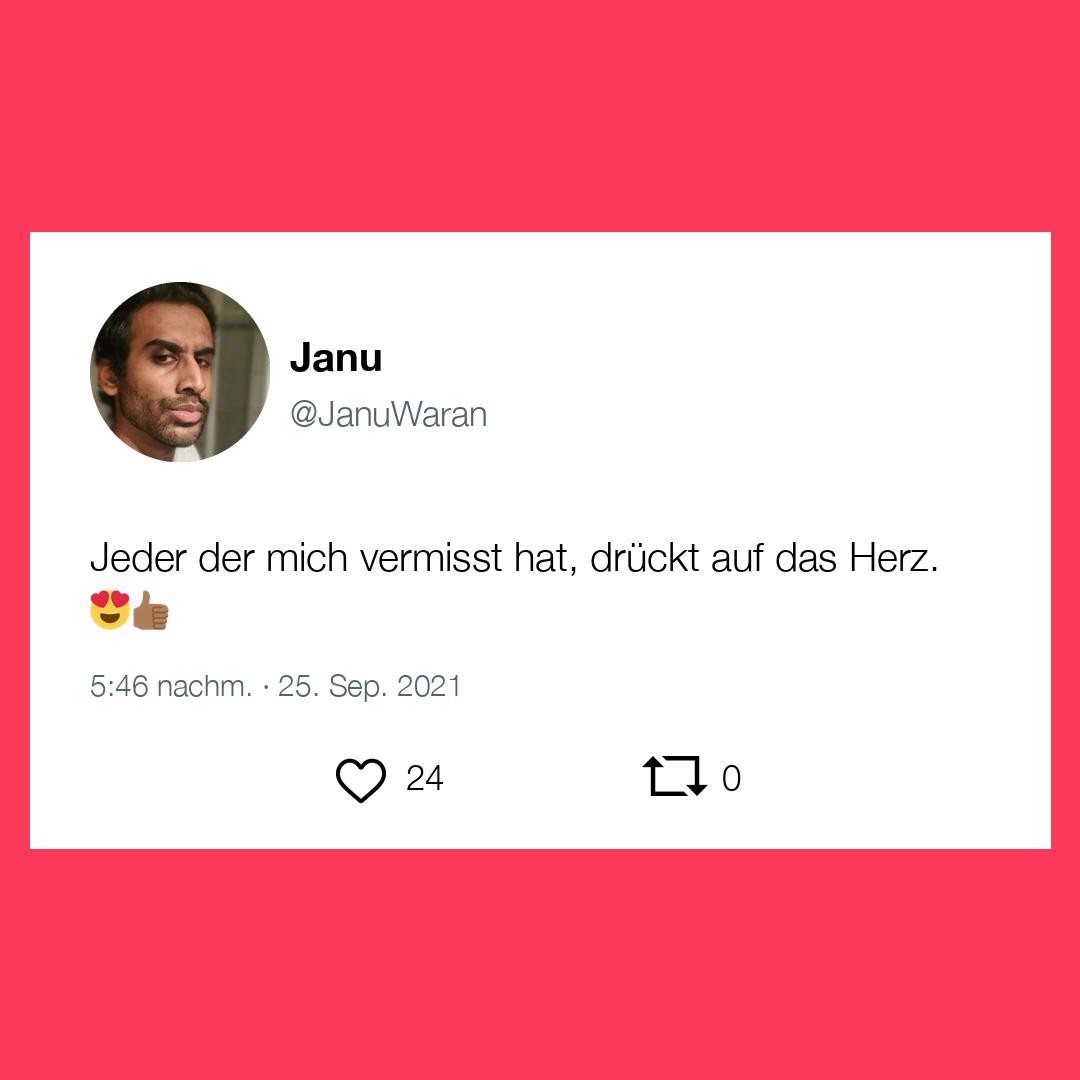 Janu
@JanuWaran
Jeder der mich vermisst hat, drückt auf das Herz.
😍👍🏾
5:46 nachm. · 25. Sep. 2021
24
0